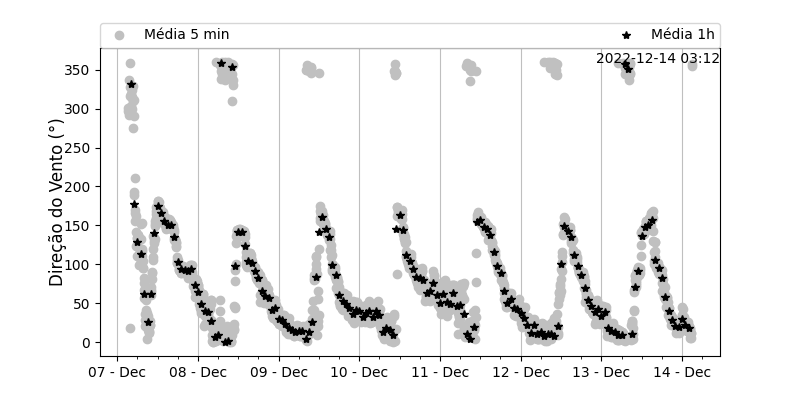 Média 5 min
Média 1h
2022-12-14 03:12
Direção do Vento (°)
350
300
250
200
150
100
50
0
07 - Dec
08 - Dec
09 - Dec
10 - Dec
11 - Dec
12 - Dec
13 - Dec
14 - Dec